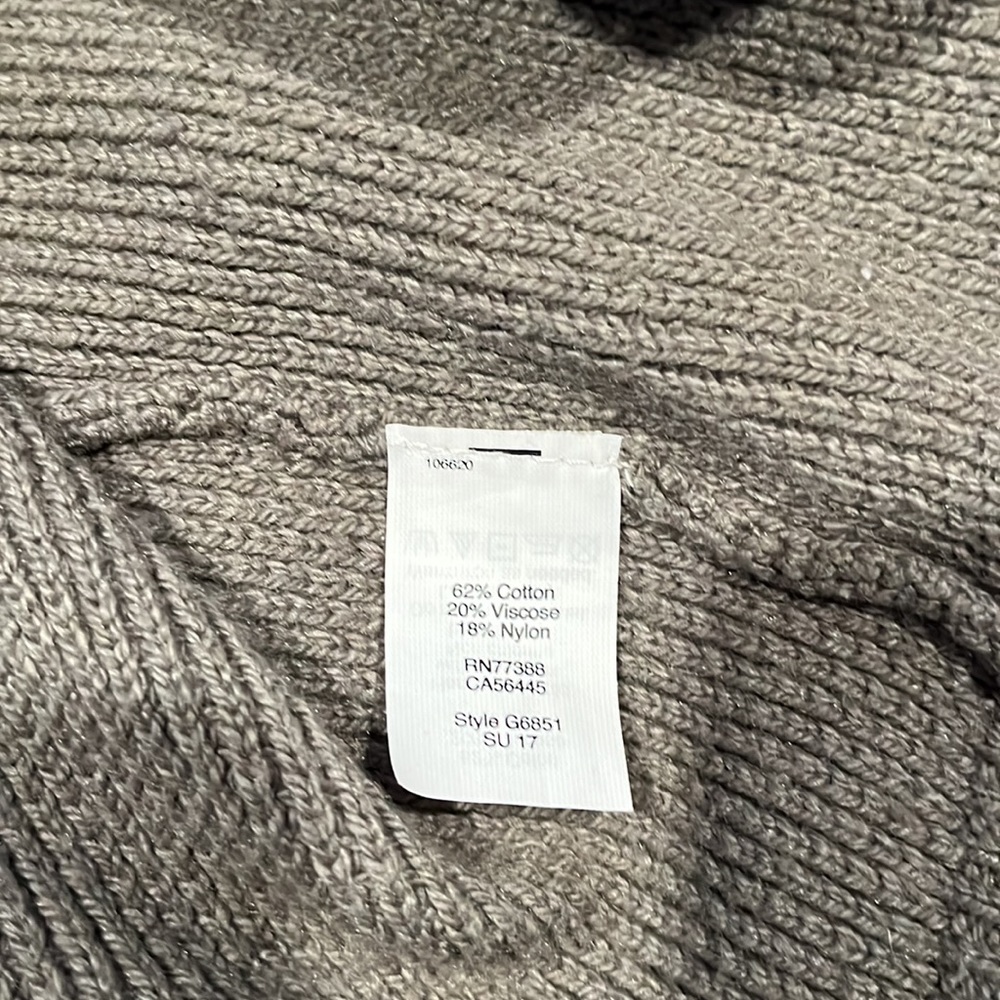 106620
62% Cotton
20% Viscose
18% Nylon
RN77388
CA56445
Style G6851
SU 17